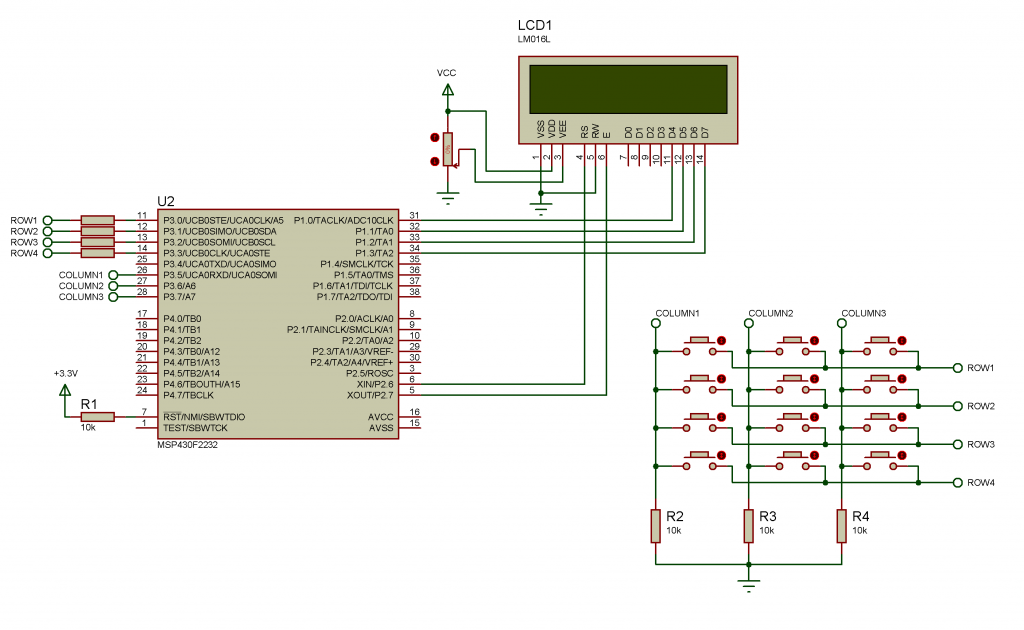 LCD1
LM016L
VCC
VSS
VDD
VEE
RS
RW
E
D0
D1
D2
D3
D4
D5
D6
D7
1
2
3
4
5
6
7
8
9
10
11
12
13
14
U2
ROW1
ROW2
ROW3
ROW4
COLUMN1
COLUMN2
COLUMN3
11 P3.0/UCB0STE/UCA0CLK/A5 P1.0/TACLK/ADC10CLK 31
12 P3.1/UCB0SIMO/UCB0SDA P1.1/TA0 32
13 P3.2/UCB0SOMI/UCB0SCL P1.2/TA1 33
14 P3.3/UCB0CLK/UCA0STE P1.3/TA2 34
25 P3.4/UCA0TXD/UCA0SIMO P1.4/SMCLK/TCK 35
26 P3.5/UCA0RXD/UCA0SOMI P1.5/TA0/TMS 36
27 P3.6/A6 P1.6/TA1/TDI/TCLK 37
28 P3.7/A7 P1.7/TA2/TDO/TDI 38
17 P4.0/TB0 P2.0/ACLK/A0 8
18 P4.1/TB1 P2.1/TAINCLK/SMCLK/A1 9
19 P4.2/TB2 P2.2/TA0/A2 10
20 P4.3/TB0/A12 P2.3/TA1/A3/VREF- 29
21 P4.4/TB1/A13 P2.4/TA2/A4/VREF+ 30
22 P4.5/TB2/A14 P2.5/ROSC 3
23 P4.6/TBOUTH/A15 XIN/P2.6 6
24 P4.7/TBCLK XOUT/P2.7 5
7 RST/NMI/SBWTDIO AVCC 16
1 TEST/SBWTCK AVSS 15
MSP430F2232
+3.3V
R1
10k
COLUMN1 COLUMN2 COLUMN3
ROW1
ROW2
ROW3
ROW4
R2 R3 R4
10k 10k 10k